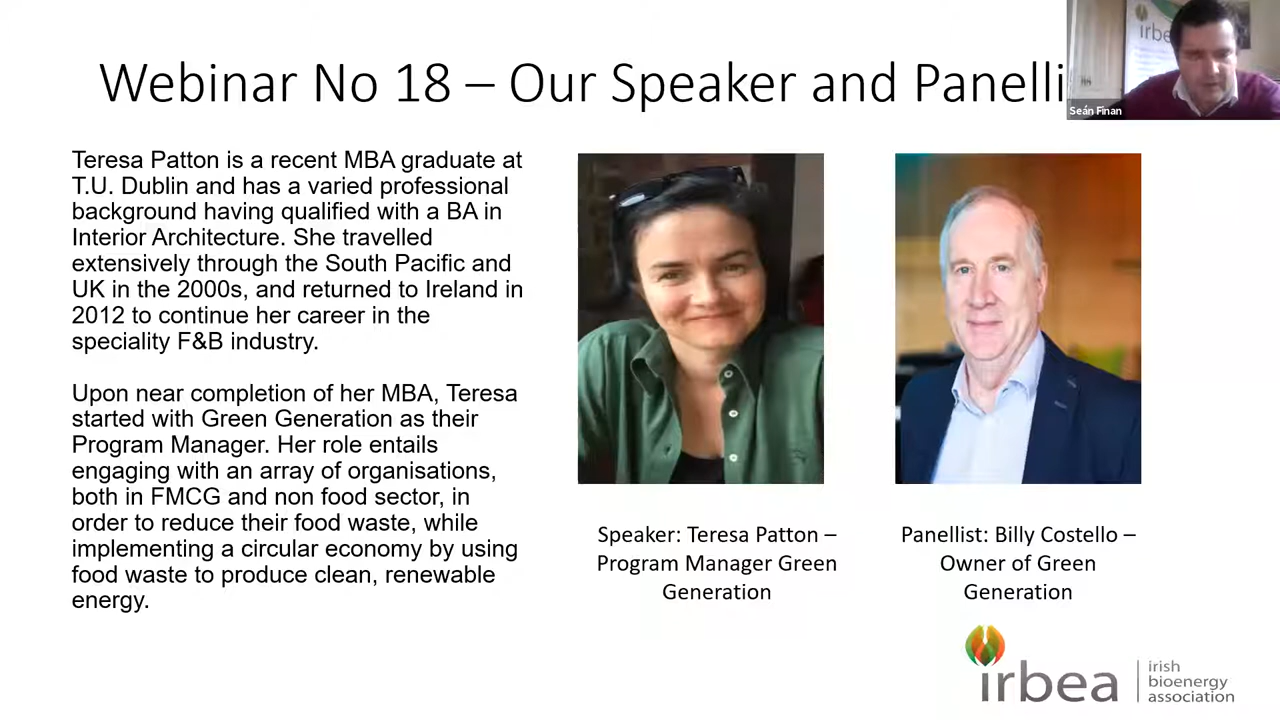 Webinar No 18 – Our Speaker and Panelli
irbea
Seán Finan
Teresa Patton is a recent MBA graduate at
T.U. Dublin and has a varied professional
background having qualified with a BA in
Interior Architecture. She travelled
extensively through the South Pacific and
UK in the 2000s, and returned to Ireland in
2012 to continue her career in the
speciality F&B industry.
Upon near completion of her MBA, Teresa
started with Green Generation as their
Program Manager. Her role entails
engaging with an array of organisations,
both in FMCG and non food sector, in
order to reduce their food waste, while
implementing a circular economy by using
food waste to produce clean, renewable
energy.
Speaker: Teresa Patton –
Program Manager Green
Generation
Panellist: Billy Costello –
Owner of Green
Generation
irbea
irish
bioenergy
association